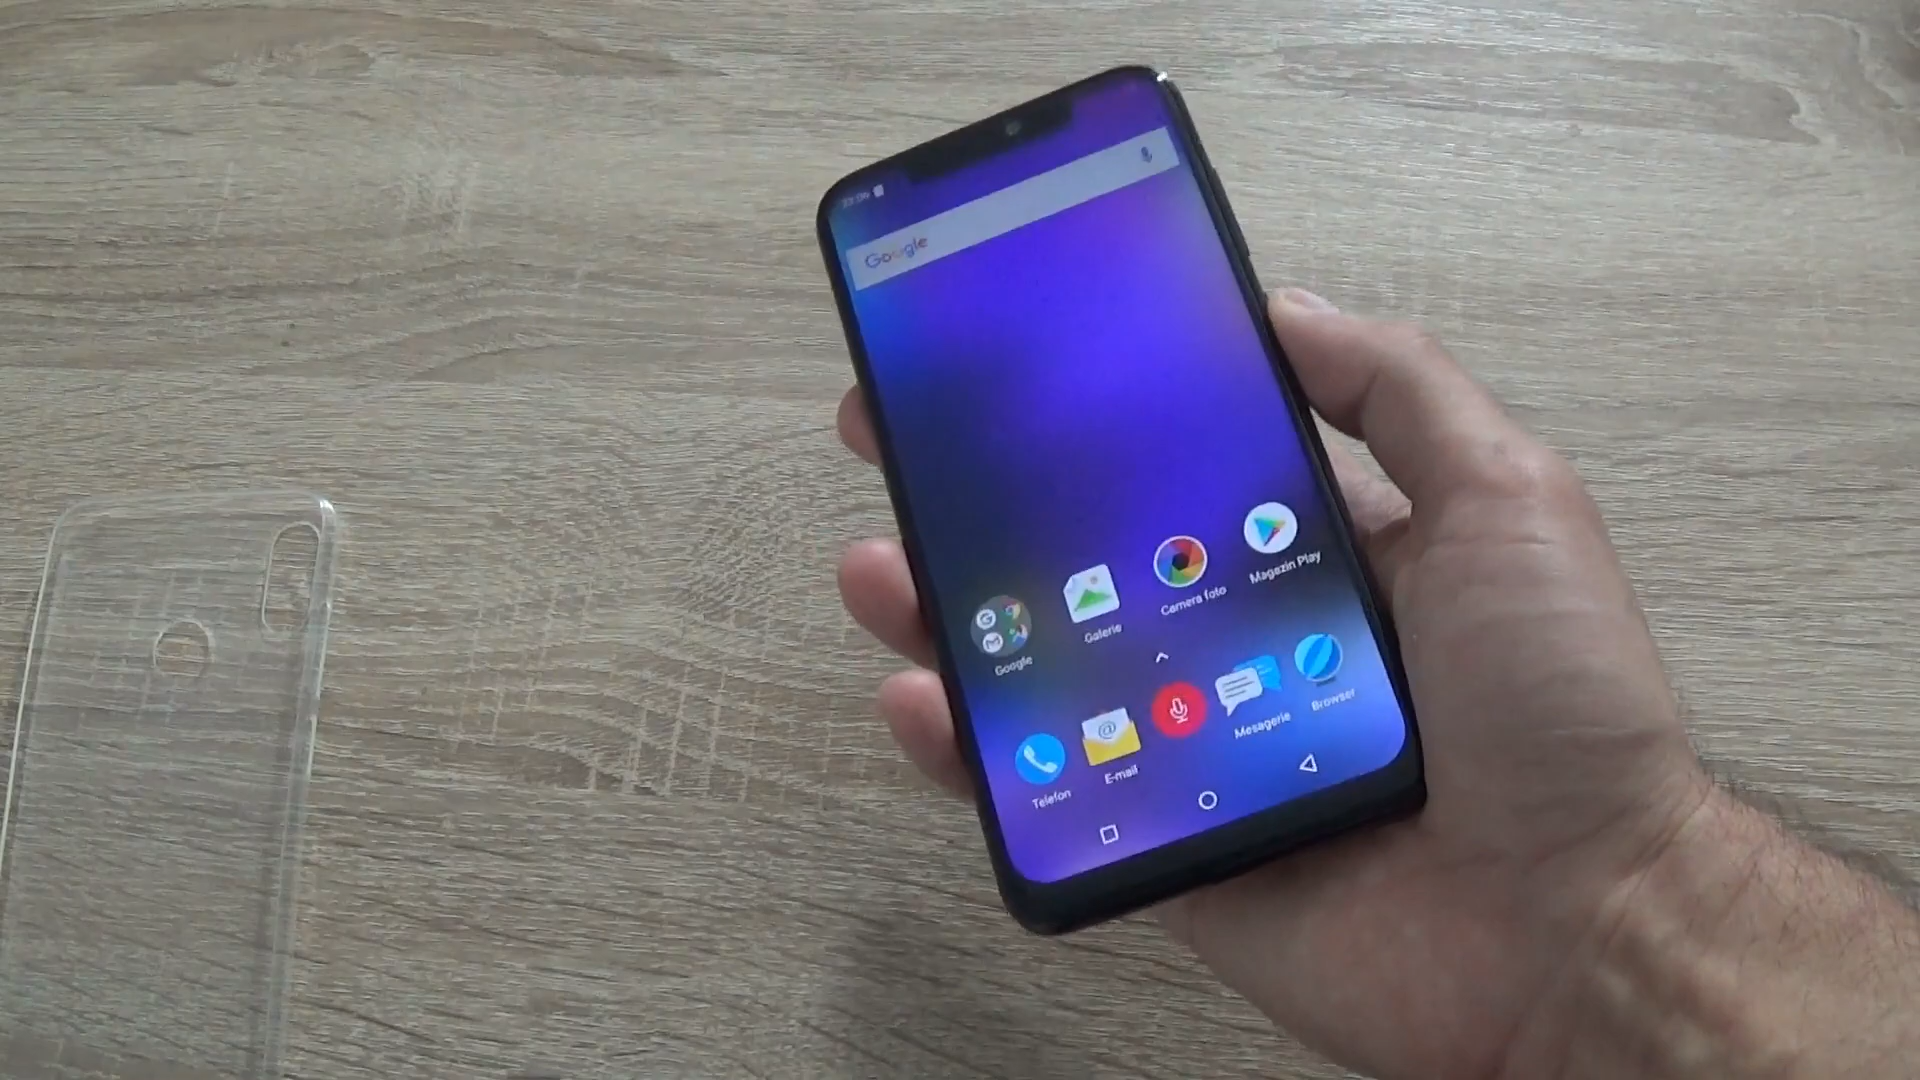 Google
Magazin Play
Camera foto
Galerie
Google
Browser
Mesagerie
E-mail
Telefon